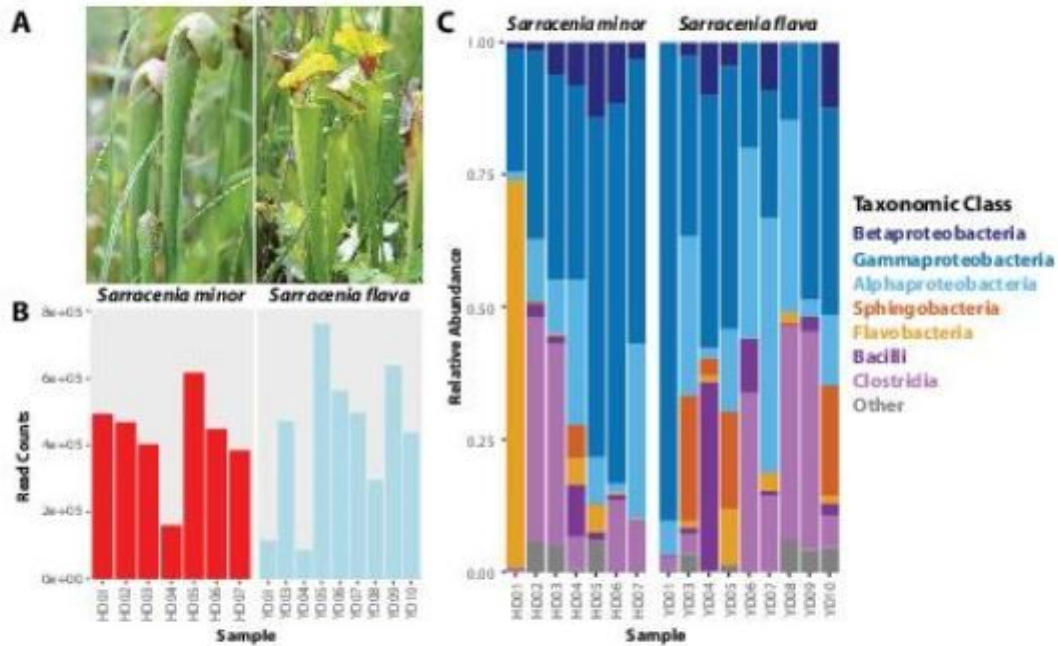 A
Sarracenia minor
Sarracenia flava
B
8e+05
6e+05
4e+05
2e+05
0e+00
Read Counts
HD01
HD02
HD03
HD04
HD05
HD06
HD07
YD01
YD03
YD04
YD05
YD06
YD07
YD08
YD09
YD10
Sample
C
Sarracenia minor
Sarracenia flava
1.00
0.75
0.50
0.25
0.00
Relative Abundance
HD01
HD02
HD03
HD04
HD05
HD06
HD07
YD01
YD03
YD04
YD05
YD06
YD07
YD08
YD09
YD10
Sample
Taxonomic Class
Betaproteobacteria
Gammaproteobacteria
Alphaproteobacteria
Sphingobacteria
Flavobacteria
Bacilli
Clostridia
Other